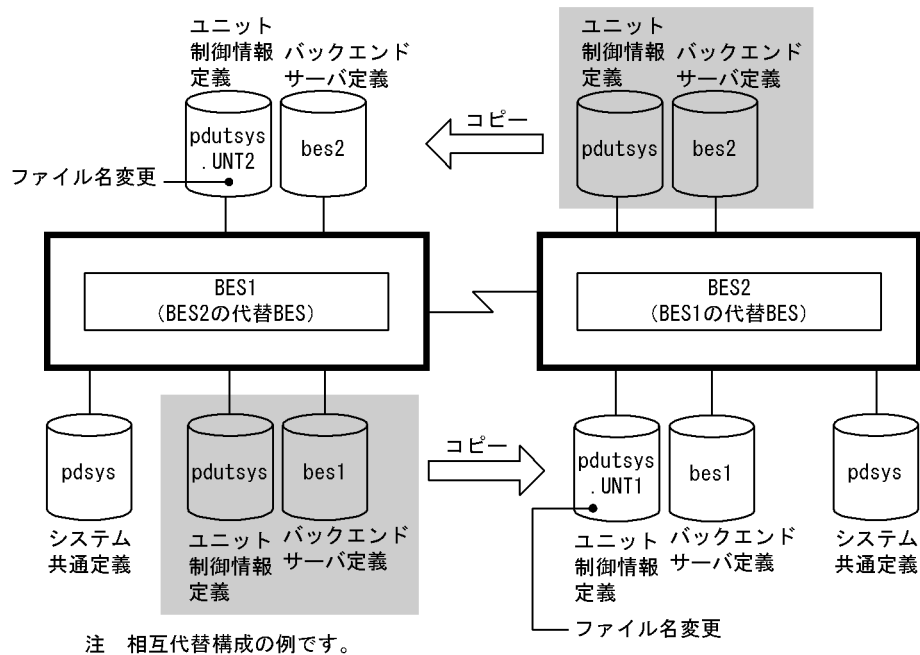 ユニット
制御情報
定義
バックエンド
サーバ定義
ユニット
制御情報
定義
バックエンド
サーバ定義
pdutsys
.UNT2
bes2
コピー
pdutsys
bes2
ファイル名変更
BES1
（BES2の代替BES）
BES2
（BES1の代替BES）
pdsys
pdutsys
bes1
コピー
pdutsys
.UNT1
bes1
pdsys
システム
共通定義
ユニット
制御情報
定義
バックエンド
サーバ定義
ユニット
制御情報
定義
バックエンド
サーバ定義
システム
共通定義
ファイル名変更
注　相互代替構成の例です。